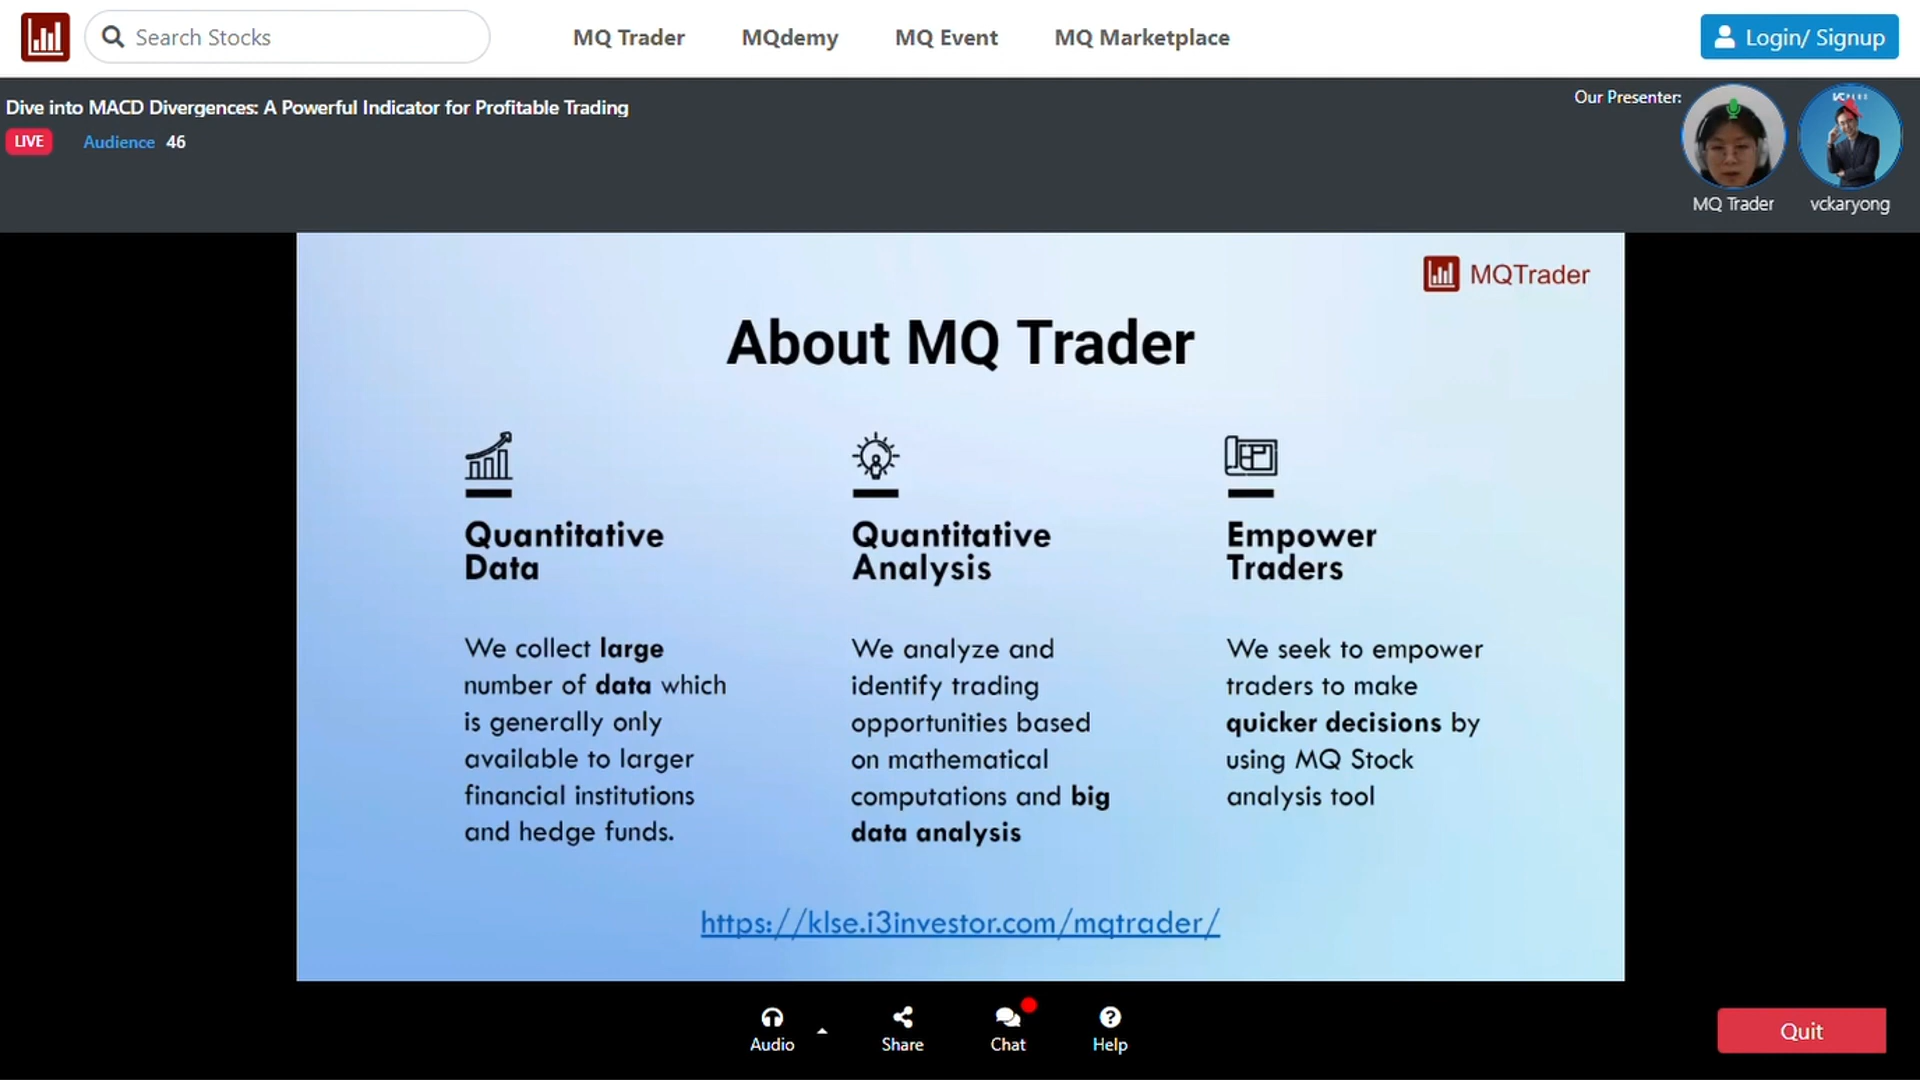 Search Stocks
MQ Trader
MQdemy
MQ Event
MQ Marketplace
Login/ Signup
Dive into MACD Divergences: A Powerful Indicator for Profitable Trading
LIVE
Audience 46
Our Presenter:
MQ Trader
vckaryong
MQTrader
About MQ Trader
Quantitative
Data
We collect large
number of data which
is generally only
available to larger
financial institutions
and hedge funds.
Quantitative
Analysis
We analyze and
identify trading
opportunities based
on mathematical
computations and big
data analysis
Empower
Traders
We seek to empower
traders to make
quicker decisions by
using MQ Stock
analysis tool
https://klse.i3investor.com/mqtrader/
Audio
Share
Chat
Help
Quit